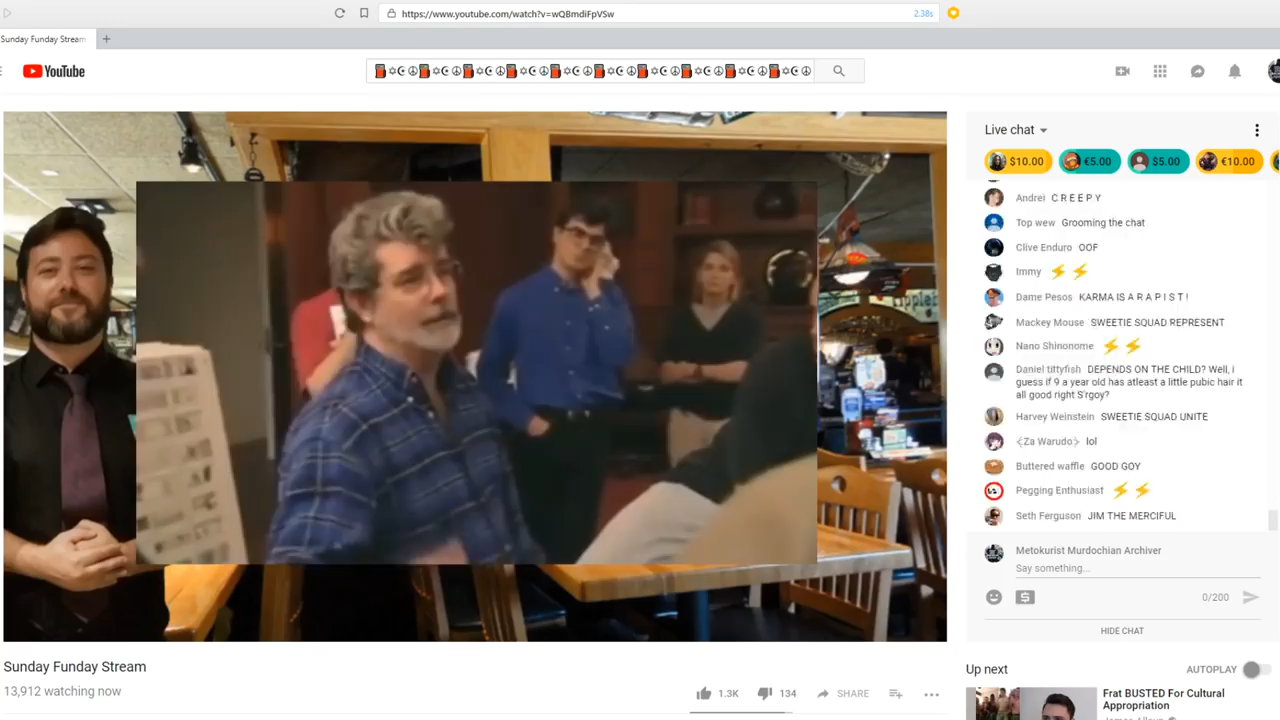 https://www.youtube.com/watch?v=wQBmdiFpVSw
2.38s
Sunday Funday Stream
YouTube
Live chat
$10.00
€5.00
$5.00
€10.00
Andrei C R E E P Y
Top wew Grooming the chat
Clive Enduro OOF
Immy ⚡ ⚡
Dame Pesos KARMA IS A R A P I S T !
Mackey Mouse SWEETIE SQUAD REPRESENT
Nano Shinonome ⚡ ⚡
Daniel tittyfish DEPENDS ON THE CHILD? Well, i
guess if 9 a year old has atleast a little pubic hair it
all good right S'rgoy?
Harvey Weinstein SWEETIE SQUAD UNITE
≺Za Warudo≻ lol
Buttered waffle GOOD GOY
Pegging Enthusiast ⚡ ⚡
Seth Ferguson JIM THE MERCIFUL
Metokurist Murdochian Archiver
Say something...
0/200
HIDE CHAT
Sunday Funday Stream
13,912 watching now
1.3K
134
SHARE
Up next
AUTOPLAY
Frat BUSTED For Cultural
Appropriation